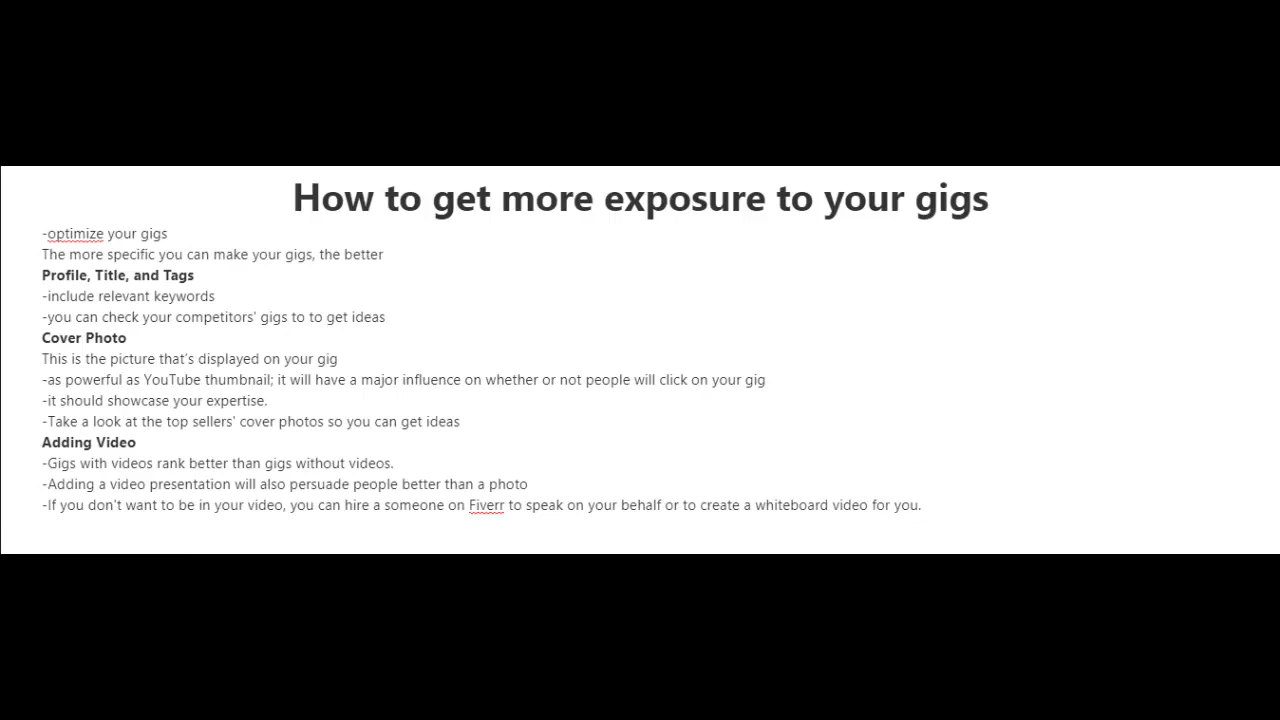 How to get more exposure to your gigs
-optimize your gigs
The more specific you can make your gigs, the better
Profile, Title, and Tags
-include relevant keywords
-you can check your competitors' gigs to to get ideas
Cover Photo
This is the picture that's displayed on your gig
-as powerful as YouTube thumbnail; it will have a major influence on whether or not people will click on your gig
-it should showcase your expertise.
-Take a look at the top sellers' cover photos so you can get ideas
Adding Video
-Gigs with videos rank better than gigs without videos.
-Adding a video presentation will also persuade people better than a photo
-If you don't want to be in your video, you can hire a someone on Fiverr to speak on your behalf or to create a whiteboard video for you.